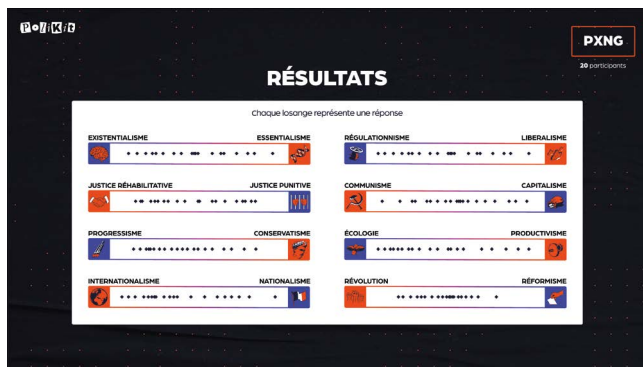 PoliKit
PXNG
20 participants
RÉSULTATS
Chaque losange représente une réponse
EXISTENTIALISME ESSENTIALISME
RÉGULATIONNISME LIBERALISME
JUSTICE RÉHABILITATIVE JUSTICE PUNITIVE
COMMUNISME CAPITALISME
PROGRESSISME CONSERVATISME
ÉCOLOGIE PRODUCTIVISME
INTERNATIONALISME NATIONALISME
RÉVOLUTION RÉFORMISME